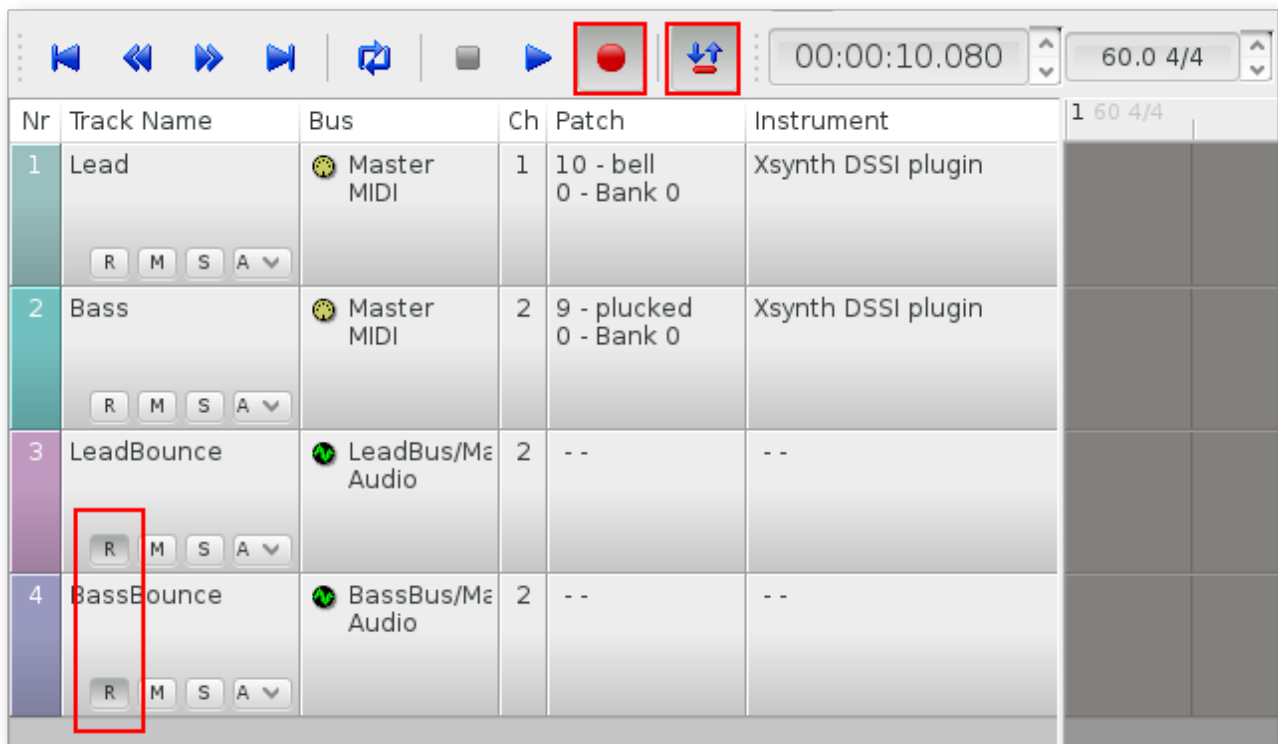 00:00:10.080 60.0 4/4
Nr Track Name Bus Ch Patch Instrument 1 60 4/4
1 Lead Master 1 10 - bell Xsynth DSSI plugin
MIDI 0 - Bank 0
R M S A
2 Bass Master 2 9 - plucked Xsynth DSSI plugin
MIDI 0 - Bank 0
R M S A
3 LeadBounce LeadBus/Ma 2 - - - -
Audio
R M S A
4 BassBounce BassBus/Ma 2 - - - -
Audio
R M S A